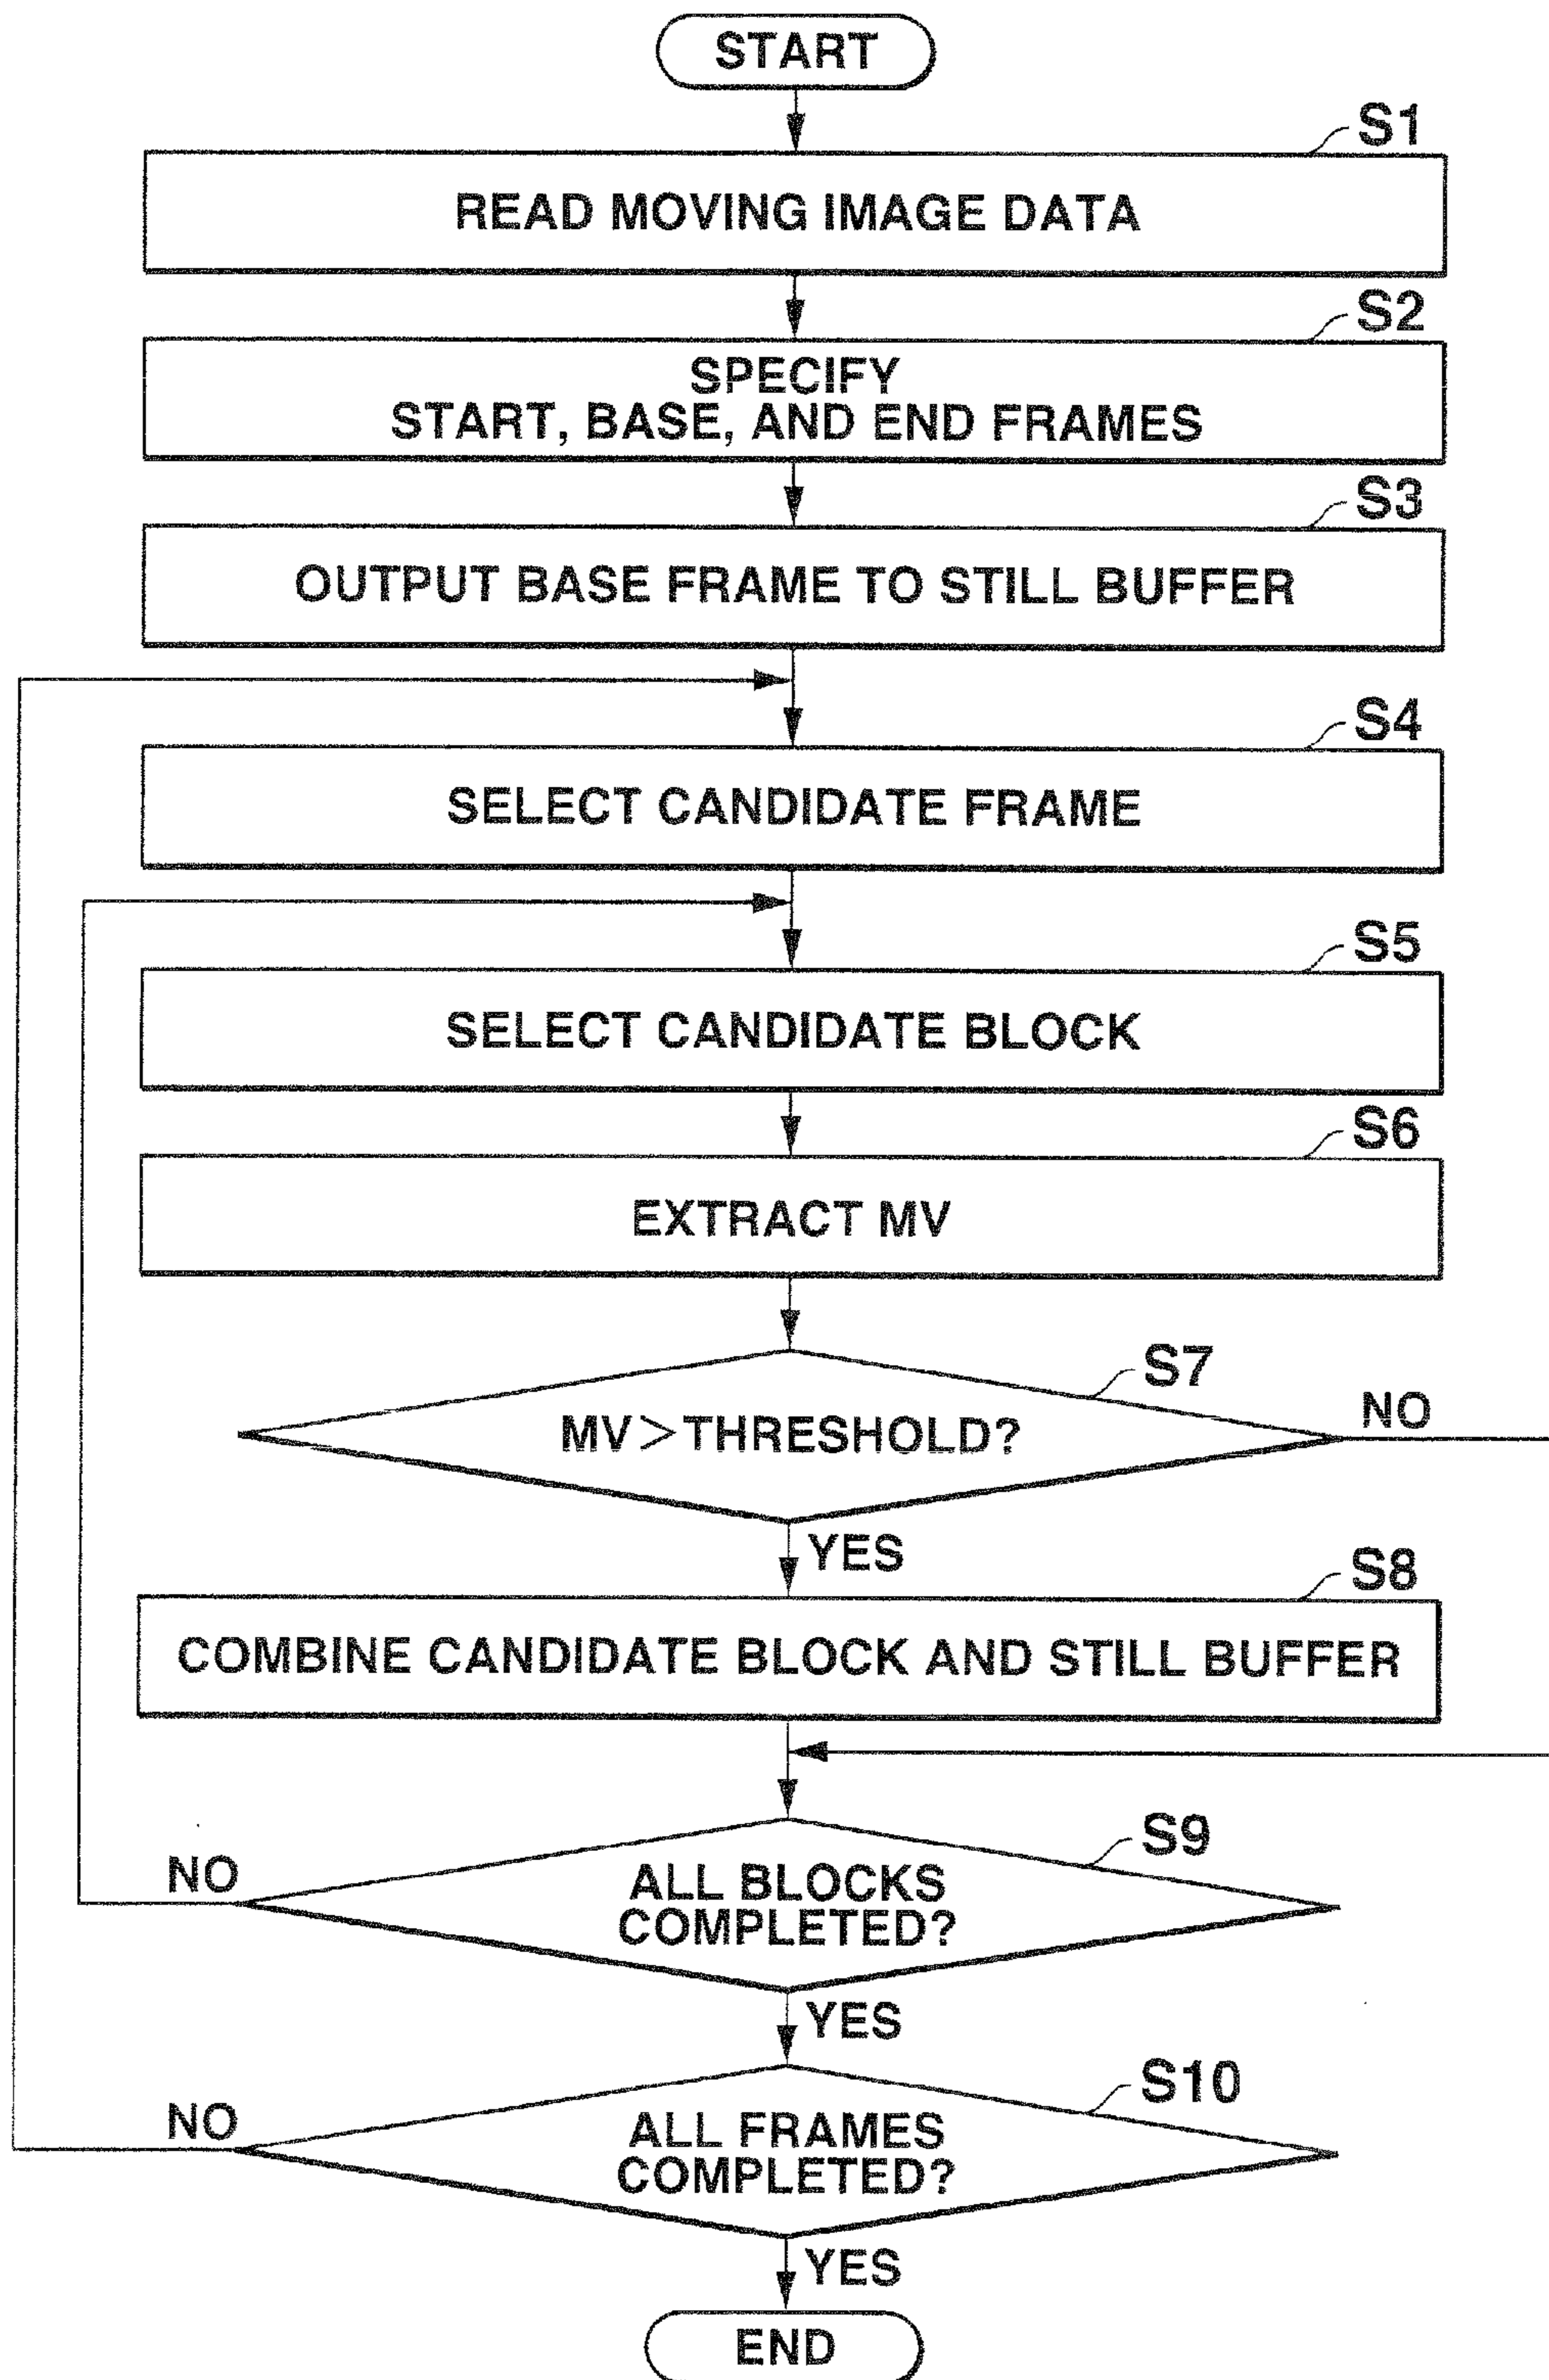 START
S1
READ MOVING IMAGE DATA
S2
SPECIFY
START, BASE, AND END FRAMES
S3
OUTPUT BASE FRAME TO STILL BUFFER
S4
SELECT CANDIDATE FRAME
S5
SELECT CANDIDATE BLOCK
S6
EXTRACT MV
S7
MV>THRESHOLD?
NO
YES
S8
COMBINE CANDIDATE BLOCK AND STILL BUFFER
S9
NO
ALL BLOCKS
COMPLETED?
YES
S10
NO
ALL FRAMES
COMPLETED?
YES
END